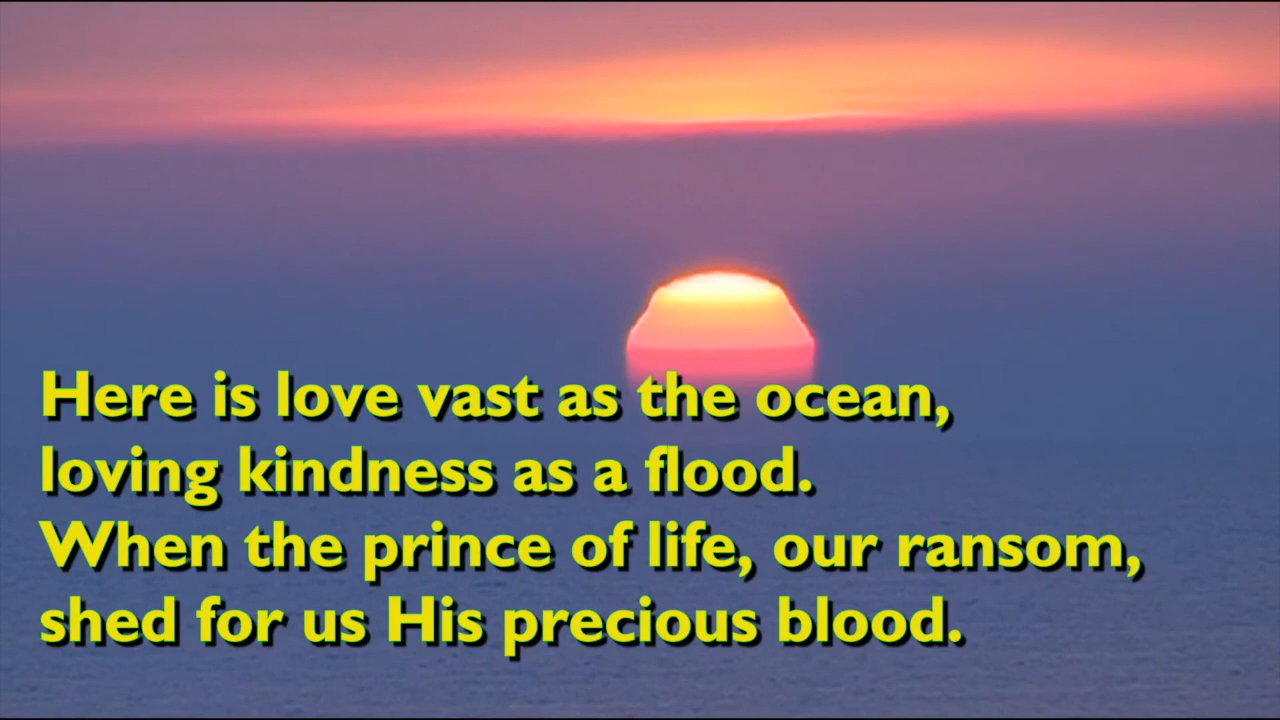 Here is love vast as the ocean,
loving kindness as a flood.
When the prince of life, our ransom,
shed for us His precious blood.